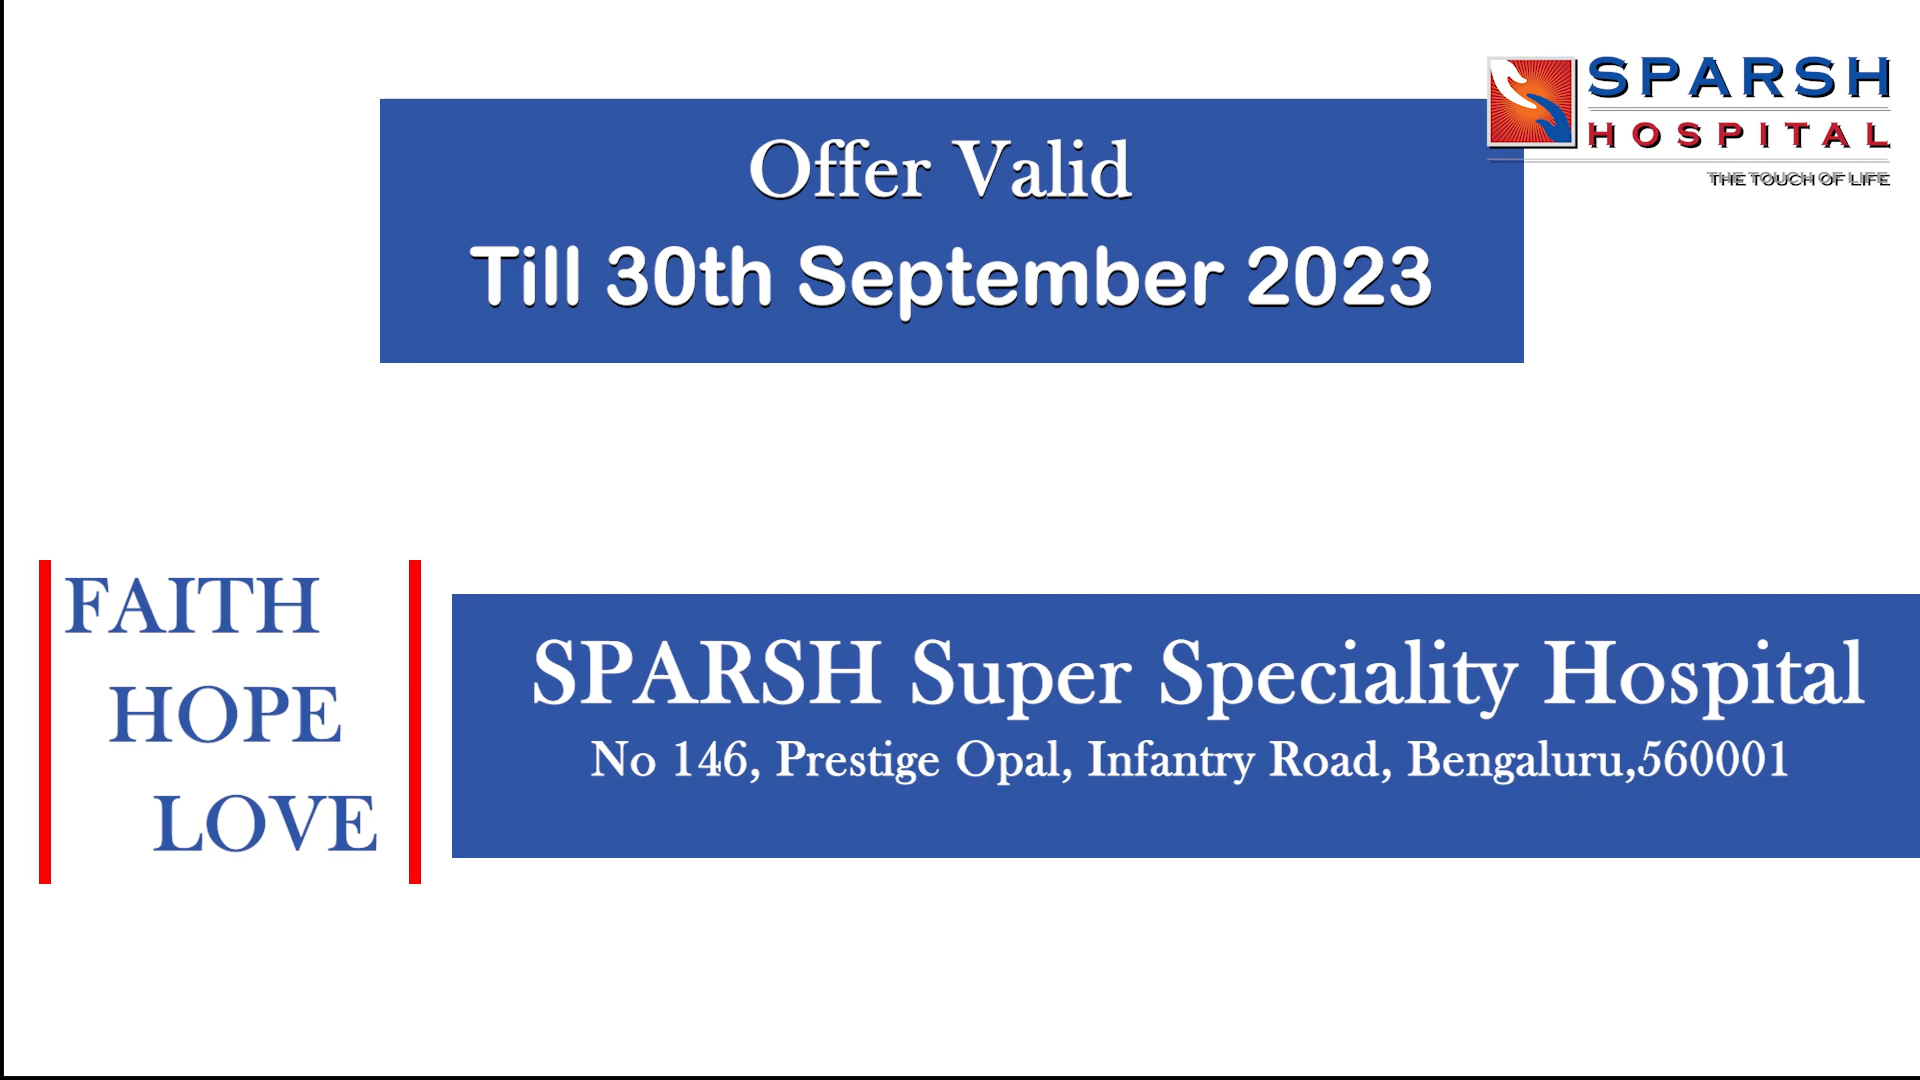 SPARSH
HOSPITAL
THE TOUCH OF LIFE
Offer Valid
Till 30th September 2023
FAITH
HOPE
LOVE
SPARSH Super Speciality Hospital
No 146, Prestige Opal, Infantry Road, Bengaluru,560001